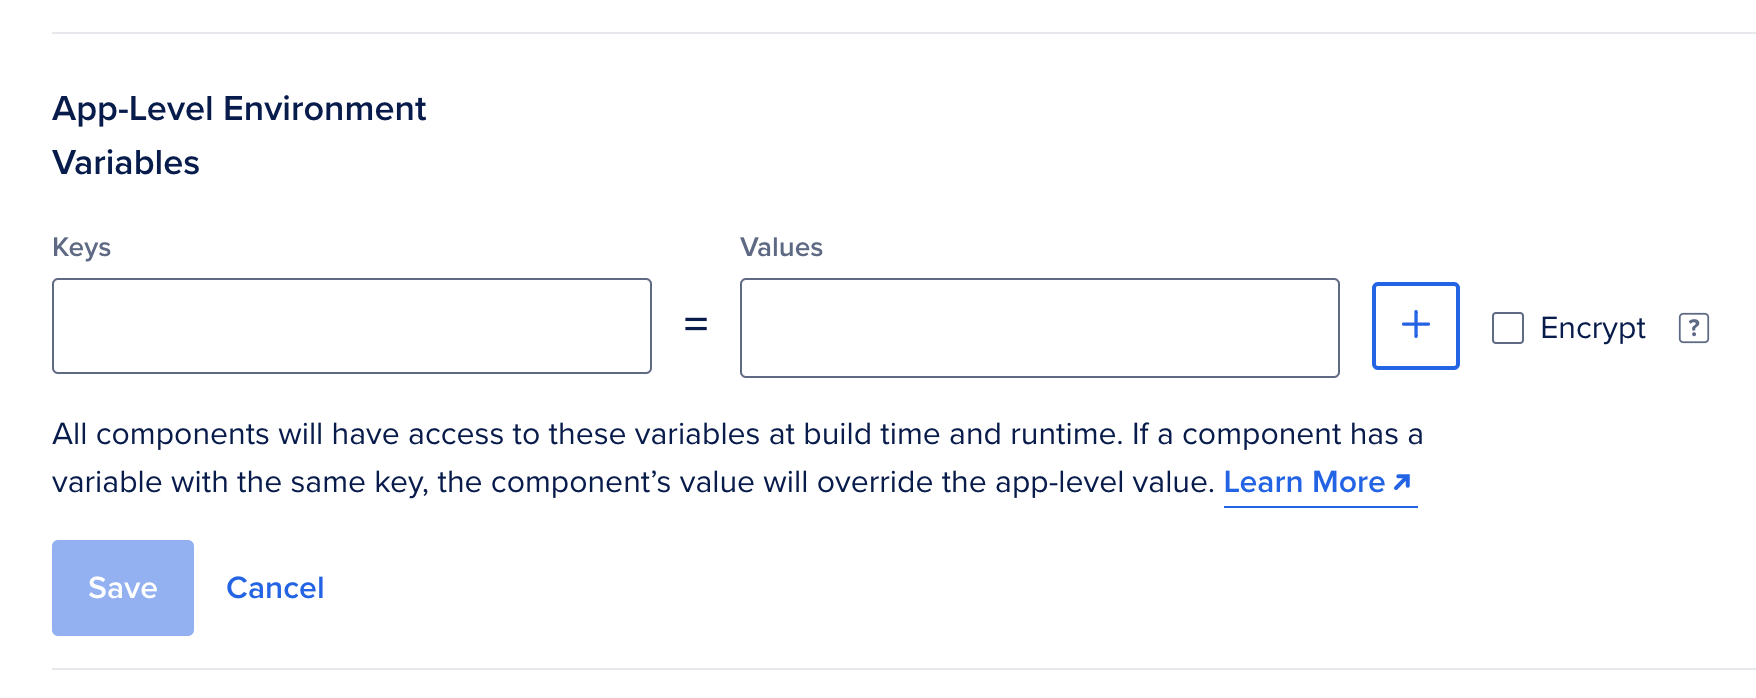 App-Level Environment
Variables
Keys
Values
=
+
Encrypt
?
All components will have access to these variables at build time and runtime. If a component has a
variable with the same key, the component’s value will override the app-level value. Learn More
Save
Cancel